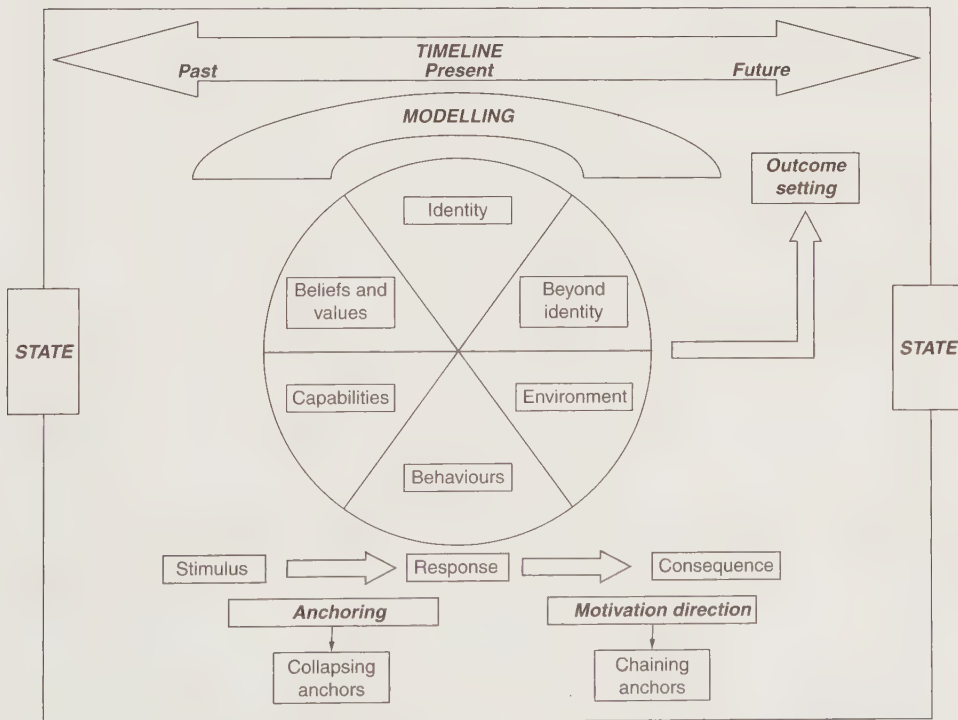 TIMELINE
Past
Present
Future
MODELLING
Outcome
setting
Identity
Beliefs and
values
Beyond
identity
STATE
STATE
Capabilities
Environment
Behaviours
Stimulus
Response
Consequence
Anchoring
Motivation direction
Collapsing
anchors
Chaining
anchors